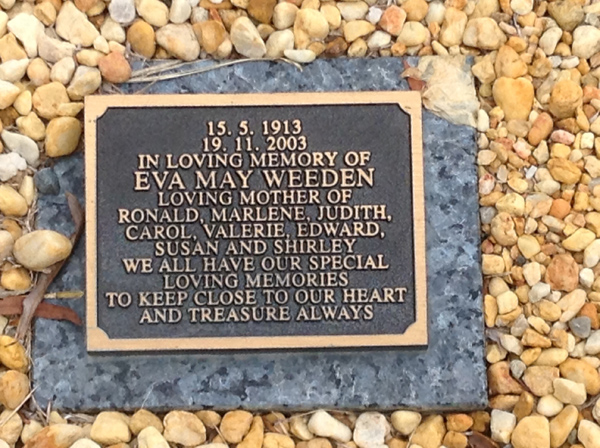 15. 5. 1913
19. 11. 2003
IN LOVING MEMORY OF
EVA MAY WEEDEN
LOVING MOTHER OF
RONALD, MARLENE, JUDITH,
CAROL, VALERIE, EDWARD,
SUSAN AND SHIRLEY
WE ALL HAVE OUR SPECIAL
LOVING MEMORIES
TO KEEP CLOSE TO OUR HEART
AND TREASURE ALWAYS